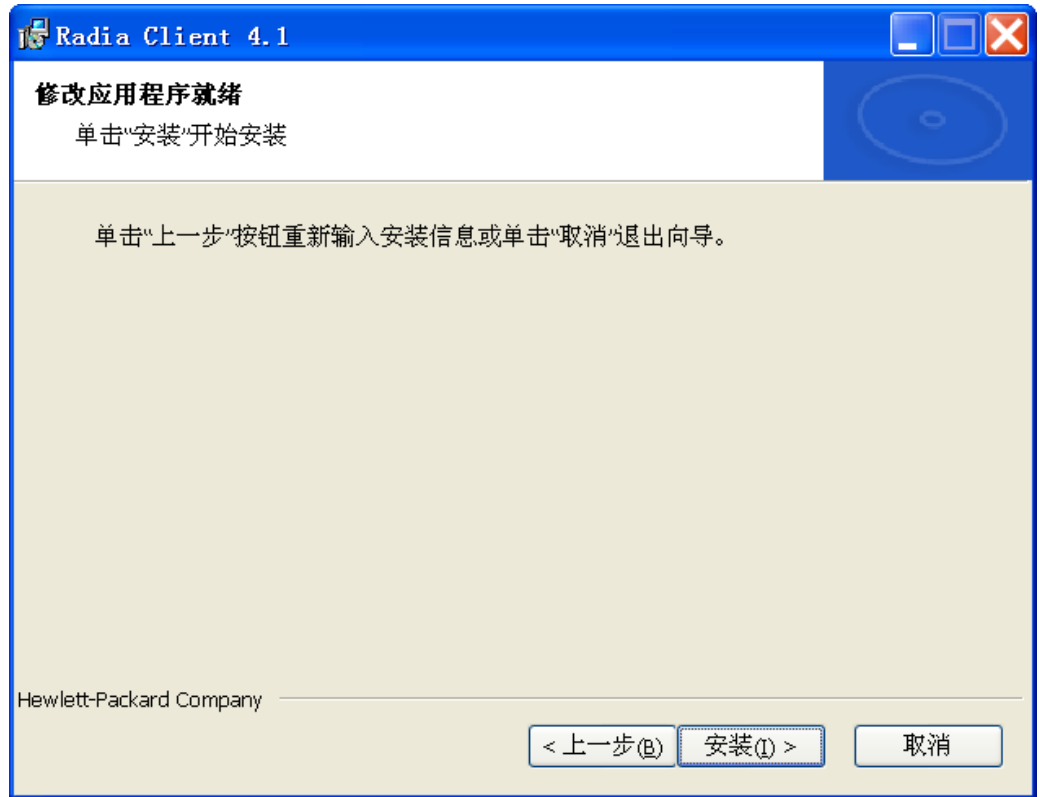 Radia Client 4.1
修改应用程序就绪
单击“安装”开始安装
单击“上一步”按钮重新输入安装信息或单击“取消”退出向导。
Hewlett-Packard Company
< 上一步(B) 安装(I) > 取消